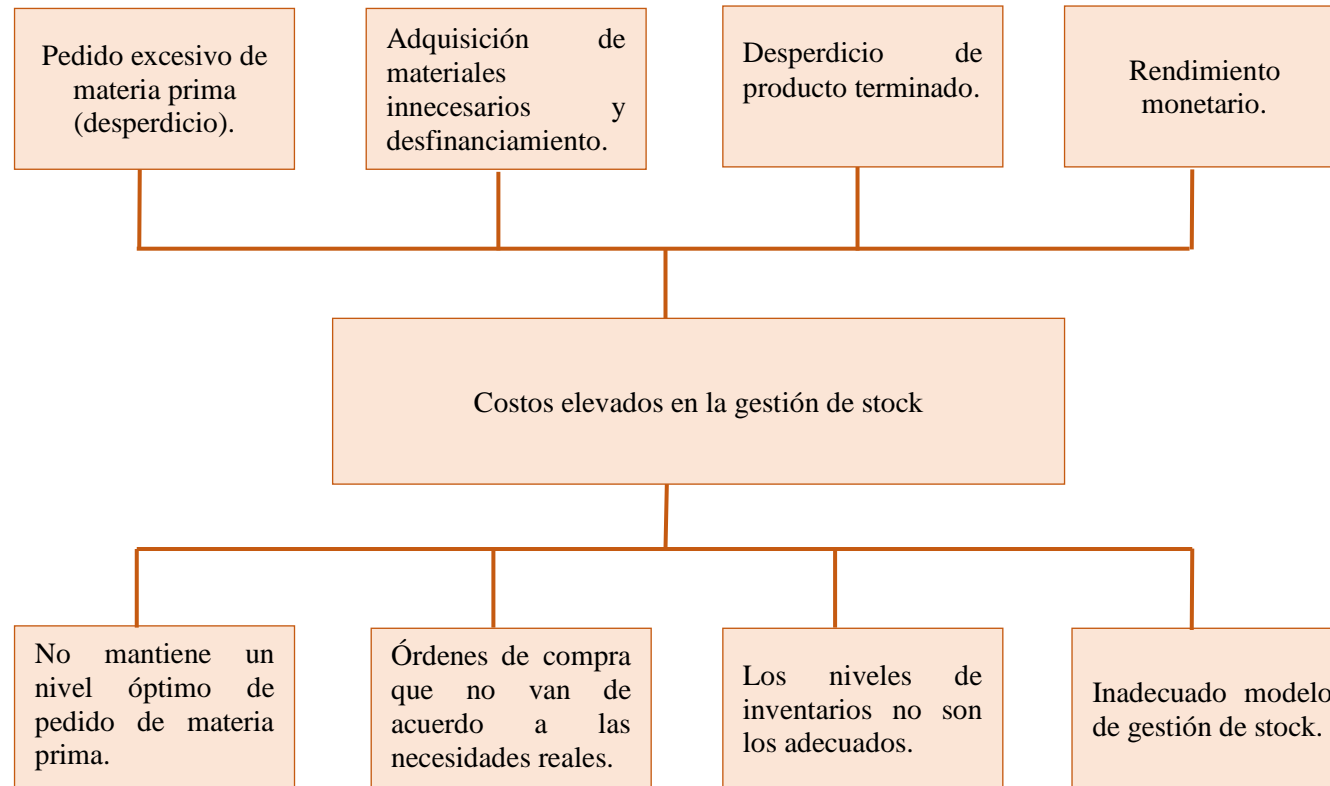 Pedido excesivo de
materia prima
(desperdicio).
Adquisición de
materiales
innecesarios y
desfinanciamiento.
Desperdicio de
producto terminado.
Rendimiento
monetario.
Costos elevados en la gestión de stock
No mantiene un
nivel óptimo de
pedido de materia
prima.
Órdenes de compra
que no van de
acuerdo a las
necesidades reales.
Los niveles de
inventarios no son
los adecuados.
Inadecuado modelo
de gestión de stock.